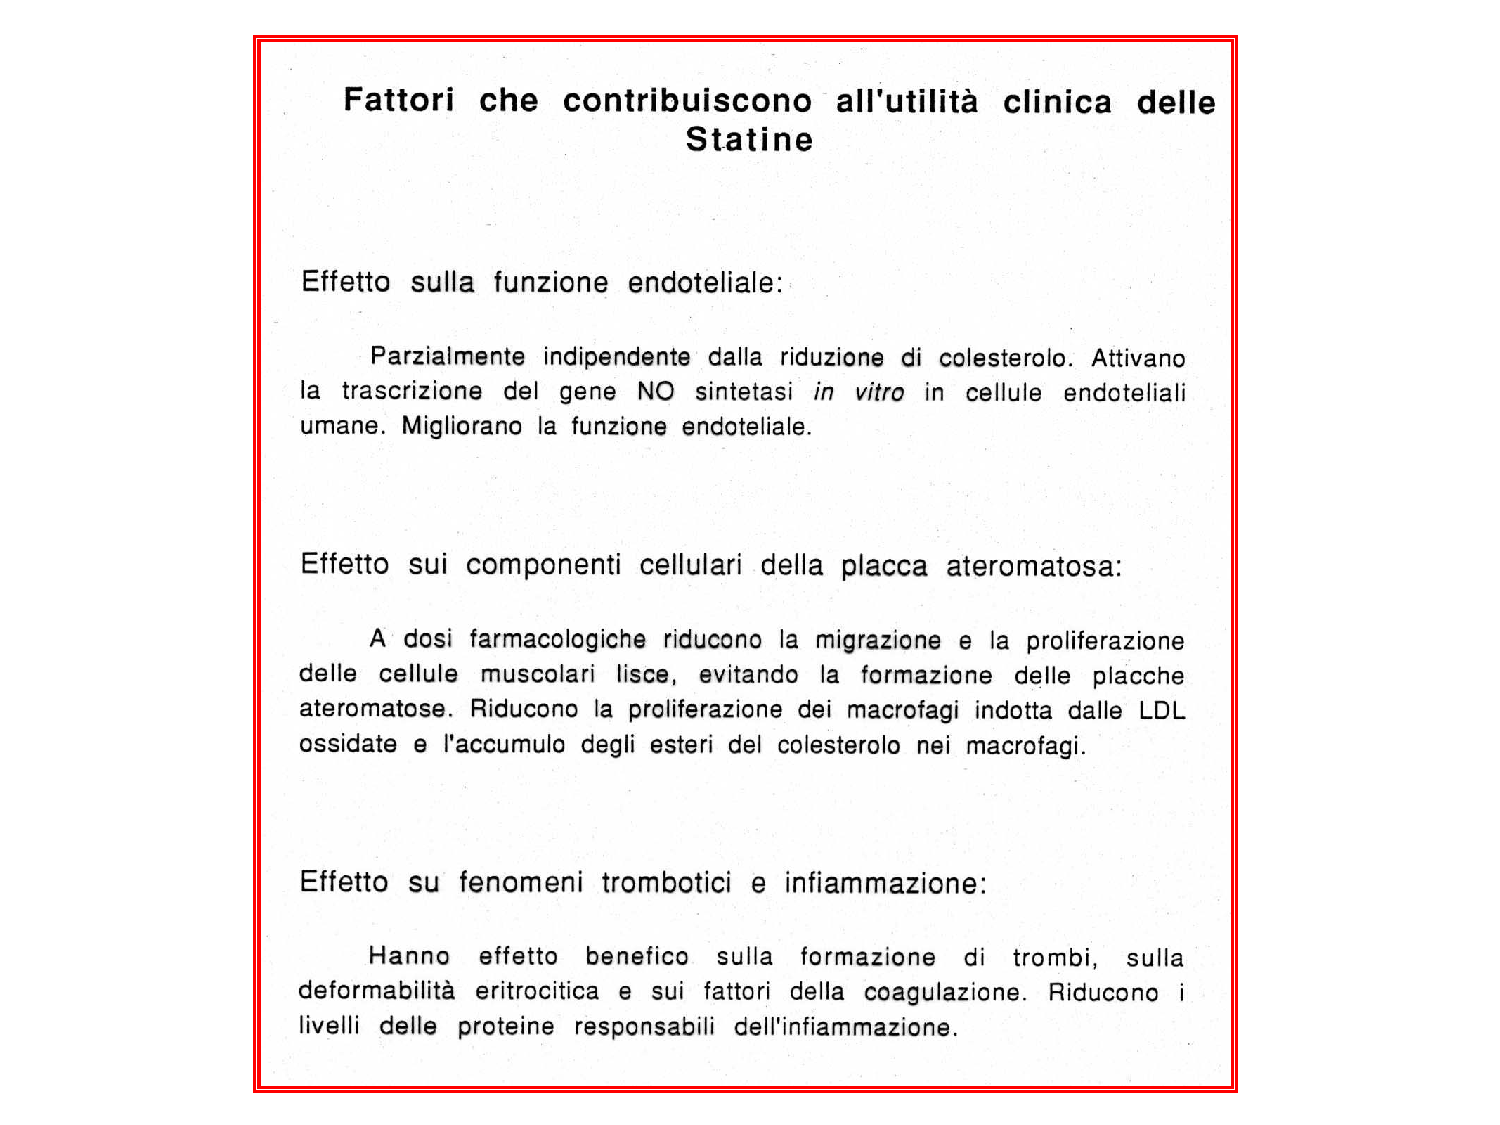 Fattori che contribuiscono all'utilità clinica delle
Statine
Effetto sulla funzione endoteliale:
Parzialmente indipendente dalla riduzione di colesterolo. Attivano
la trascrizione del gene NO sintetasi in vitro in cellule endoteliali
umane. Migliorano la funzione endoteliale.
Effetto sui componenti cellulari della placca ateromatosa:
A dosi farmacologiche riducono la migrazione e la proliferazione
delle cellule muscolari lisce, evitando la formazione delle placche
ateromatose. Riducono la proliferazione dei macrofagi indotta dalle LDL
ossidate e l'accumulo degli esteri del colesterolo nei macrofagi.
Effetto su fenomeni trombotici e infiammazione:
Hanno effetto benefico sulla formazione di trombi, sulla
deformabilità eritrocitica e sui fattori della coagulazione. Riducono i
livelli delle proteine responsabili dell'infiammazione.